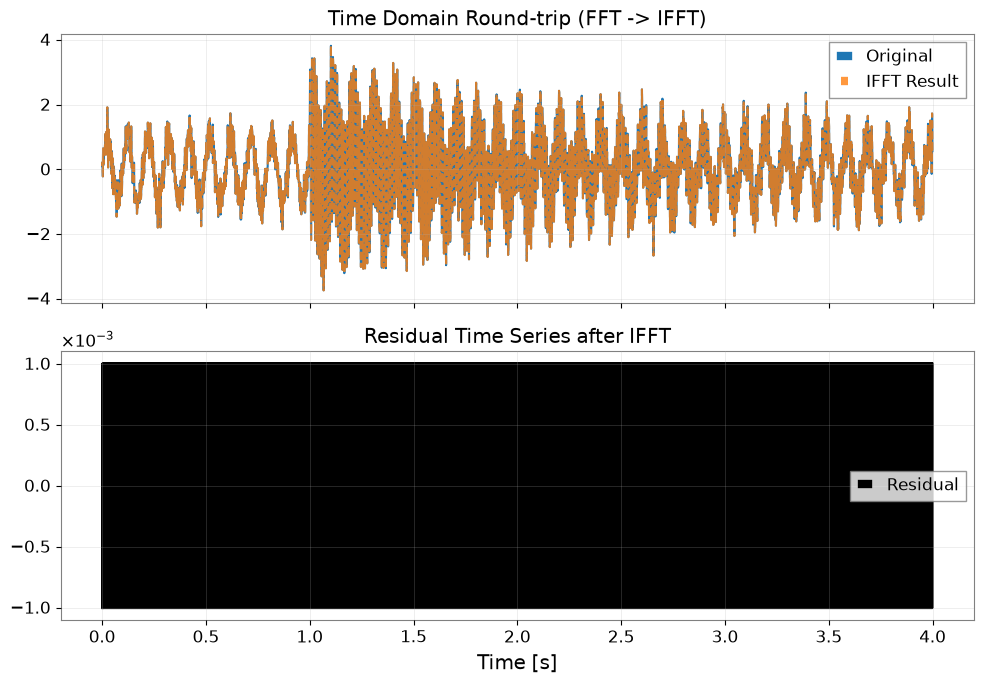 Time Domain Round-trip (FFT -> IFFT)
4
2
0
−2
−4
Original
IFFT Result
Residual Time Series after IFFT
×10⁻³
1.0
0.5
0.0
−0.5
−1.0
Residual
0.0 0.5 1.0 1.5 2.0 2.5 3.0 3.5 4.0
Time [s]